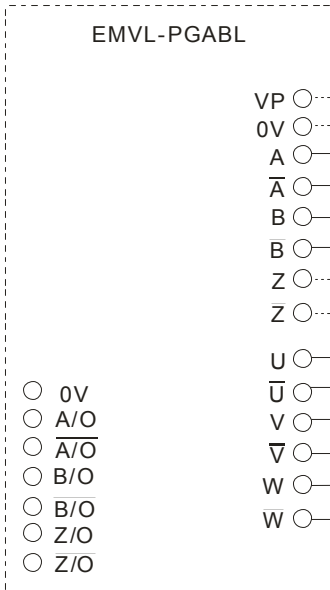 EMVL-PGABL
VP
0V
A
A̅
B
B̅
Z
Z̅
U
U̅
V
V̅
W
W̅
0V
A/O
A̅/̅O̅
B/O
B̅/̅O̅
Z/O
Z̅/̅O̅